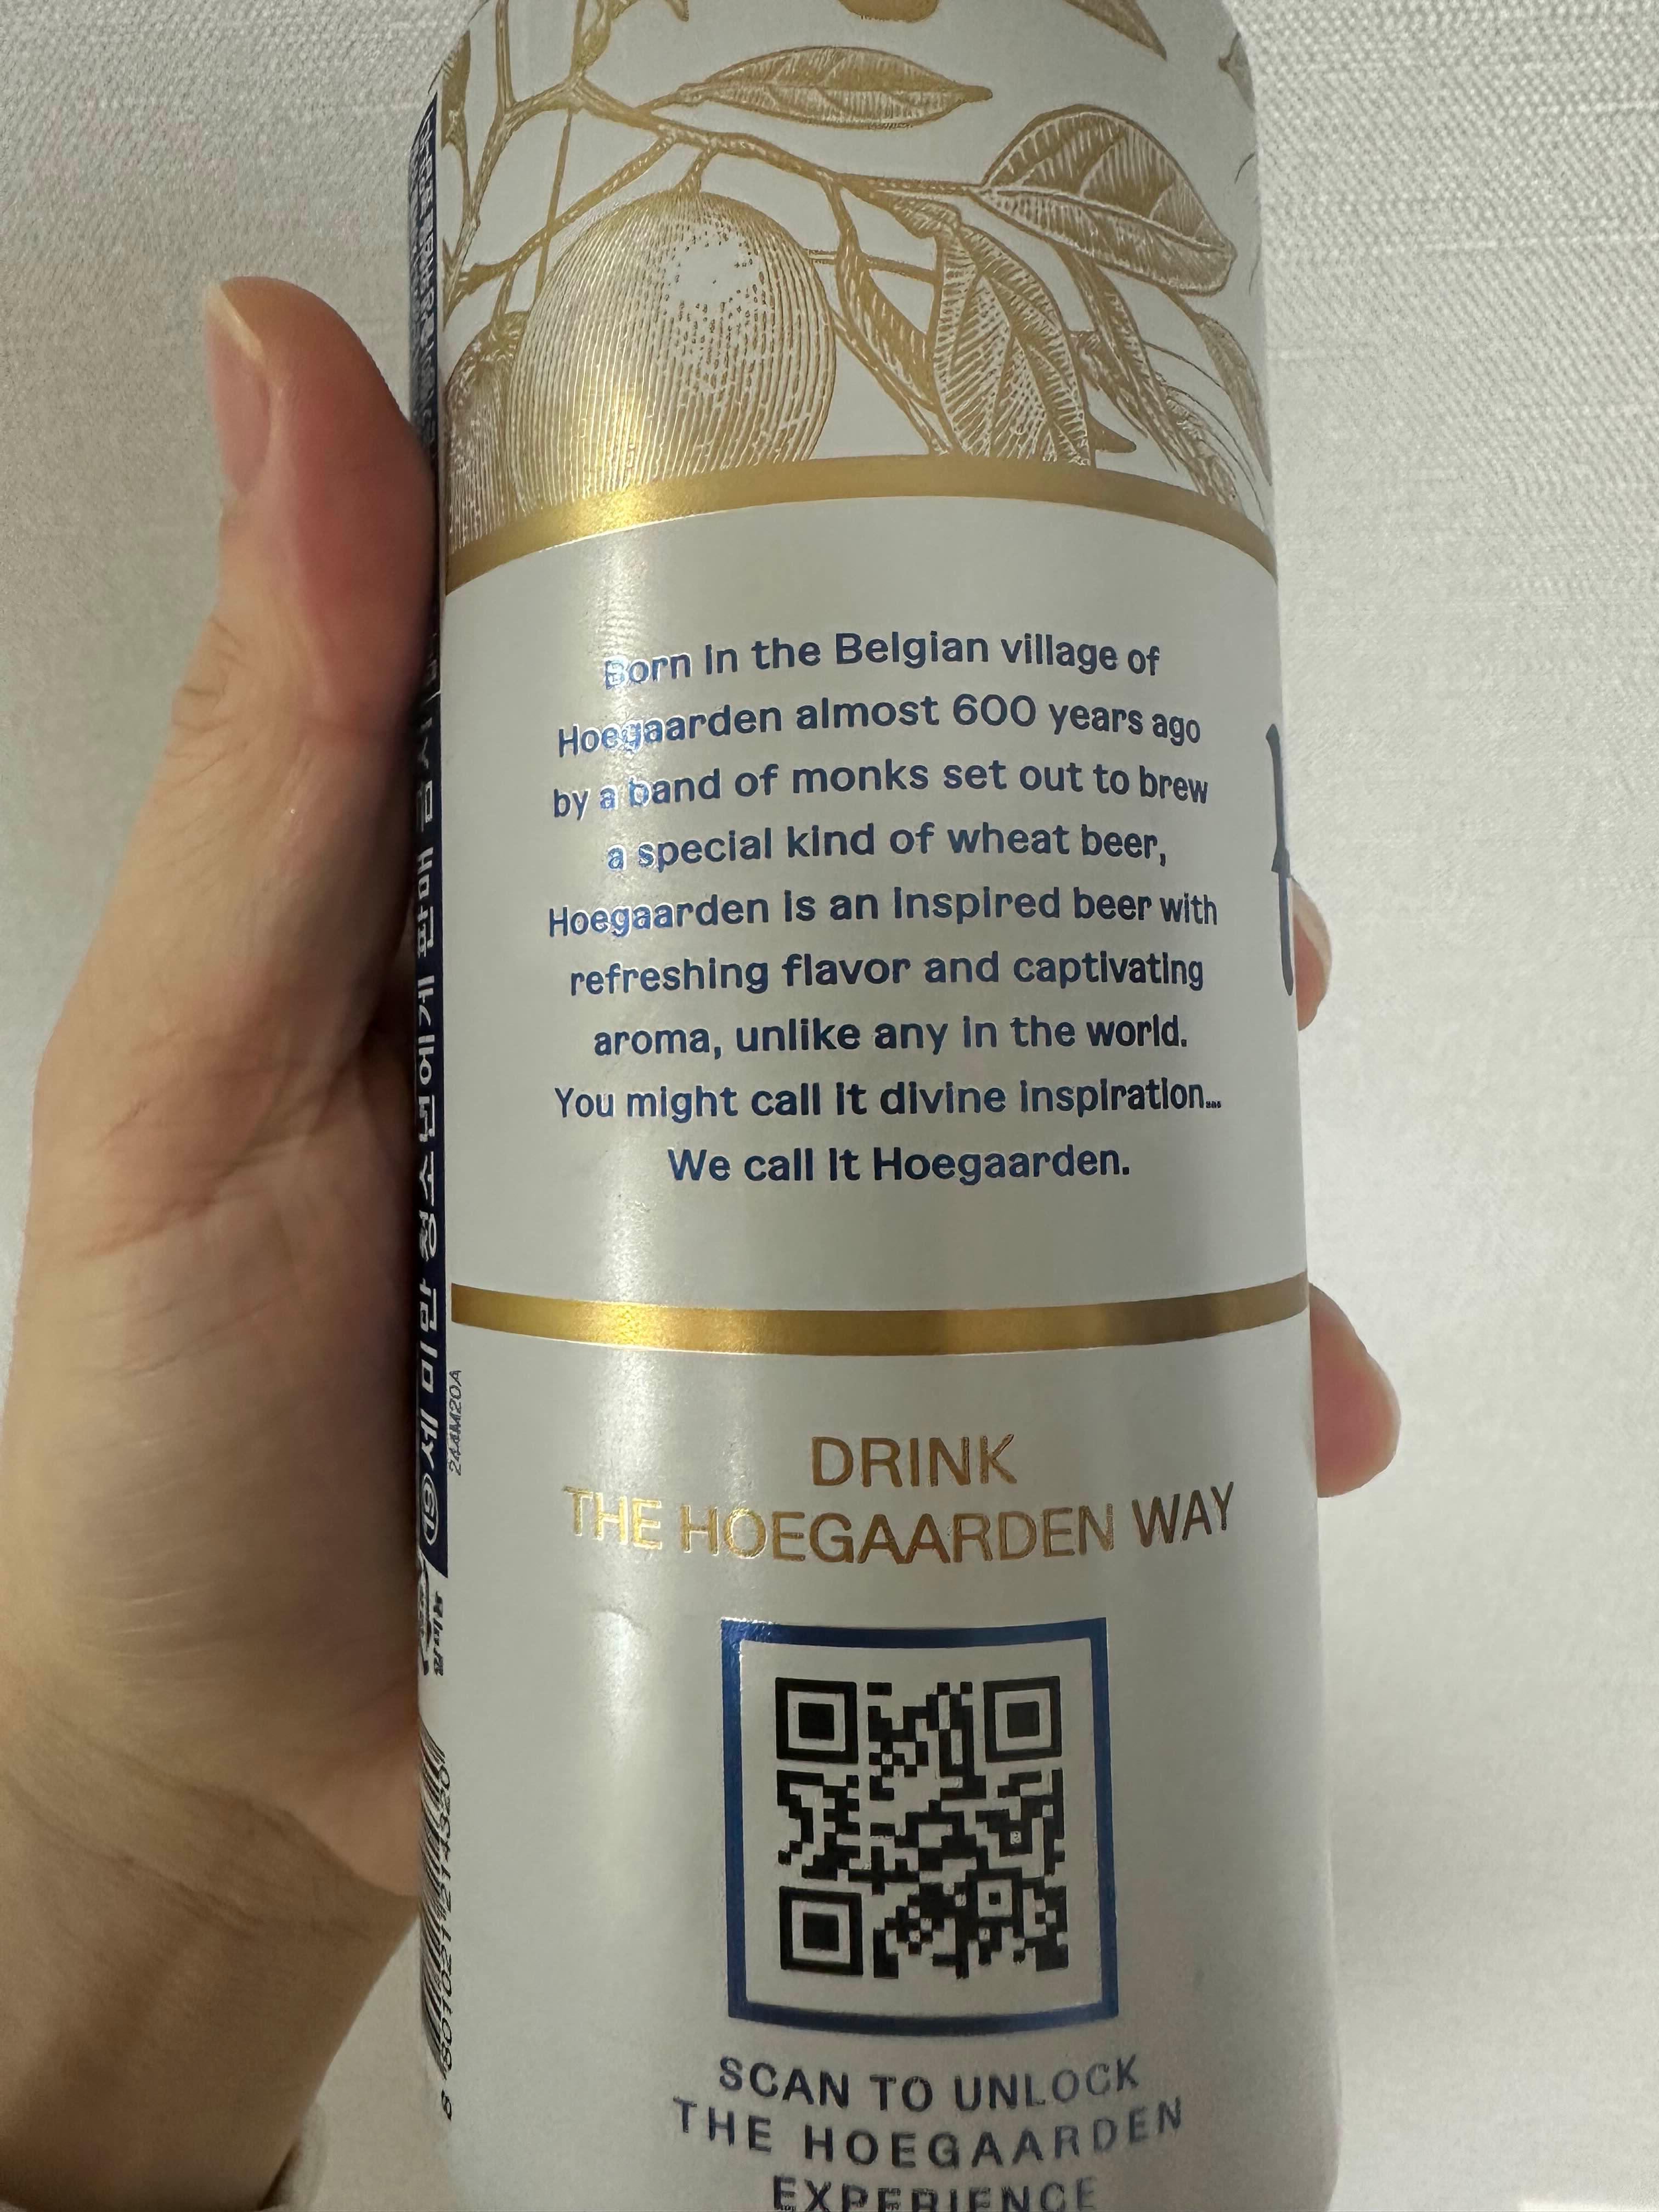 Born in the Belgian village of
Hoegaarden almost 600 years ago
by a band of monks set out to brew
a special kind of wheat beer,
Hoegaarden is an inspired beer with
refreshing flavor and captivating
aroma, unlike any in the world.
You might call it divine inspiration...
We call it Hoegaarden.
DRINK
THE HOEGAARDEN WAY
SCAN TO UNLOCK
THE HOEGAARDEN
EXPERIENCE
244M20A